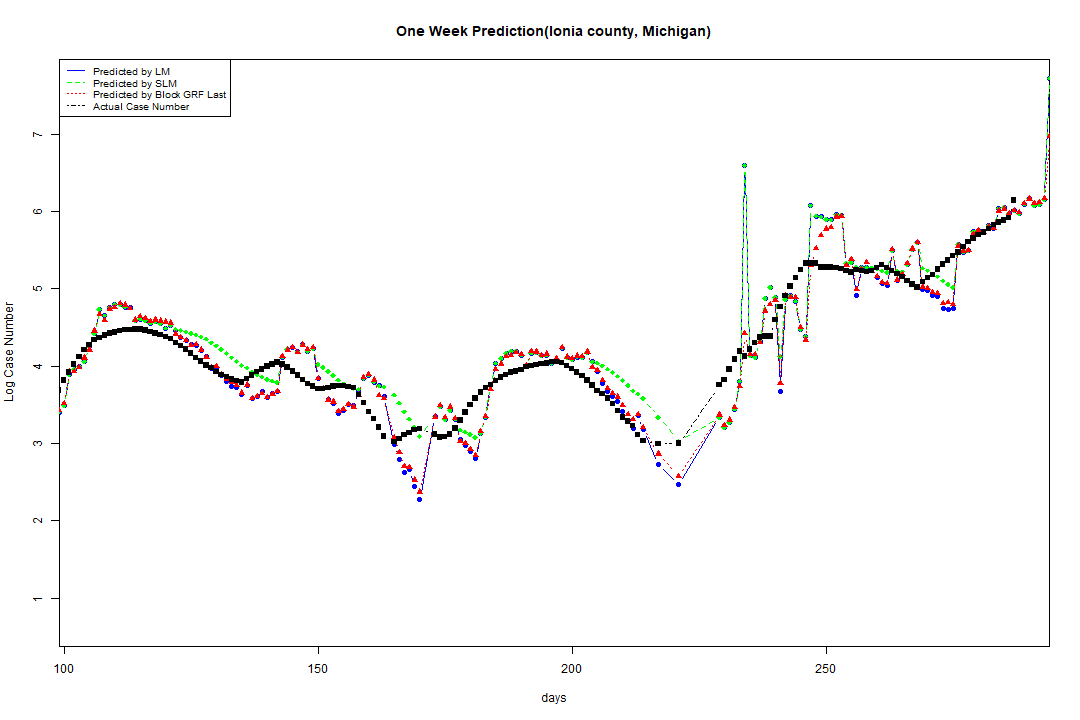 One Week Prediction(Ionia county, Michigan)
Predicted by LM
Predicted by SLM
Predicted by Block GRF Last
Actual Case Number
7
6
5
4
3
2
1
Log Case Number
100 150 200 250
days